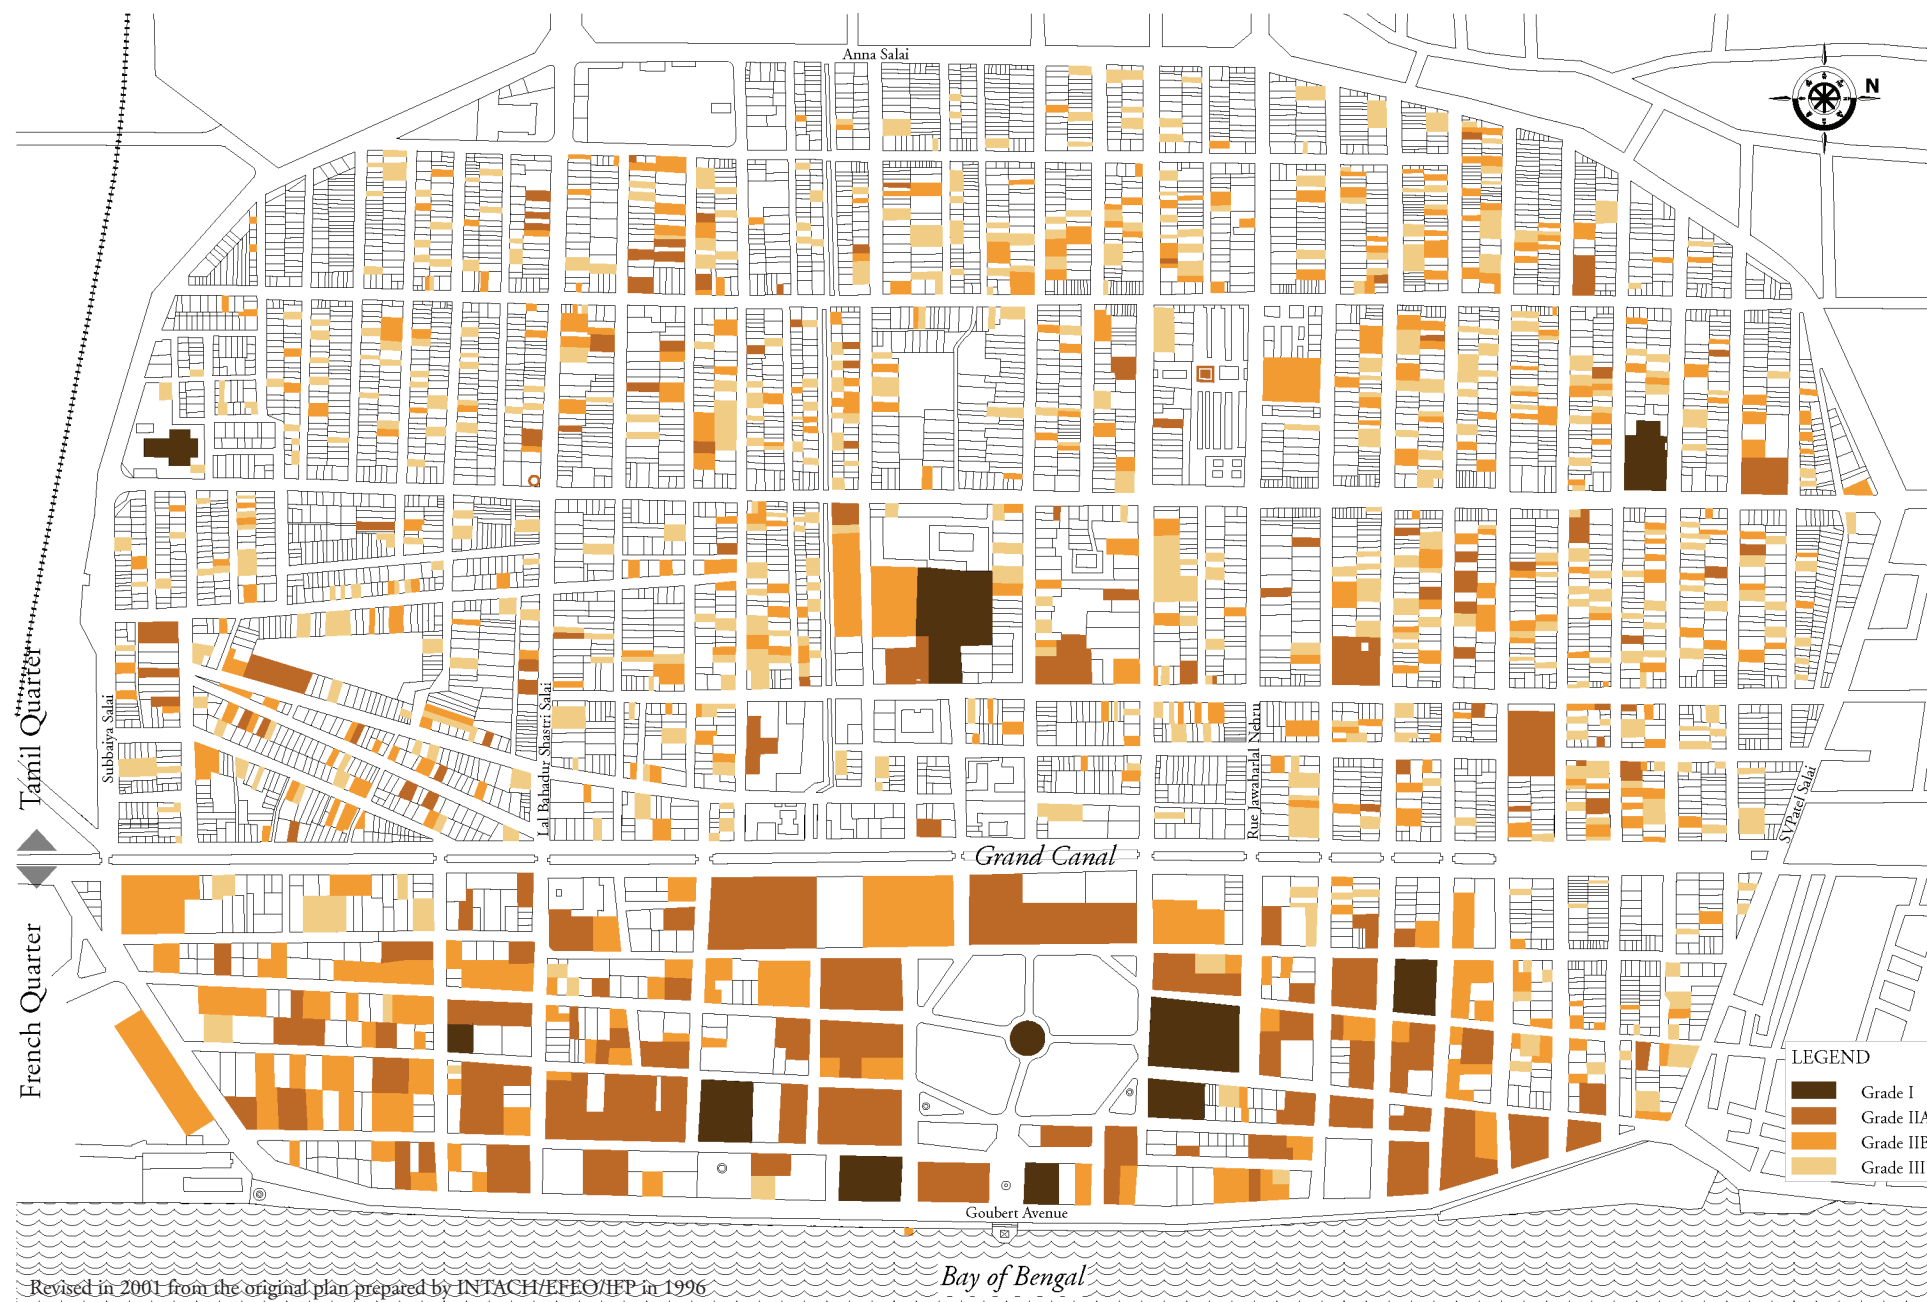 Anna Salai
N
Tamil Quarter
Subbaiya Salai
Lal Bahadur Shastri Salai
Rue Jawaharlal Nehru
SVPatel Salai
Grand Canal
French Quarter
LEGEND
Grade I
Grade IIA
Grade IIB
Grade III
Goubert Avenue
Bay of Bengal
Revised in 2001 from the original plan prepared by INTACH/EFEO/IFP in 1996